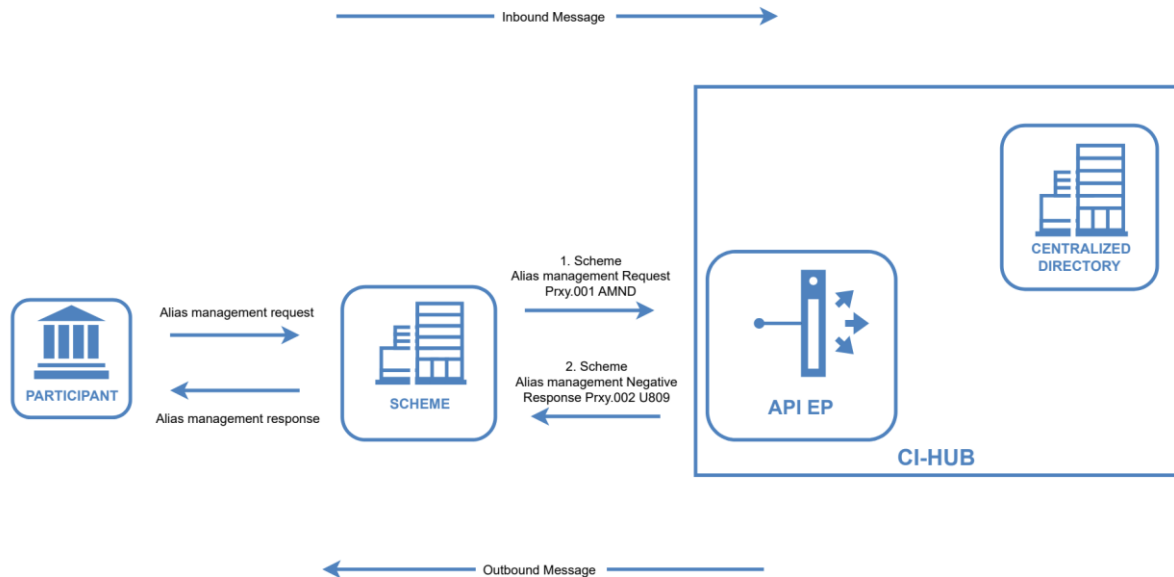 Inbound Message
CENTRALIZED
DIRECTORY
1. Scheme
Alias management Request
Prxy.001 AMND
Alias management request
PARTICIPANT
SCHEME
2. Scheme
Alias management Negative
Response Prxy.002 U809
API EP
Alias management response
CI-HUB
Outbound Message